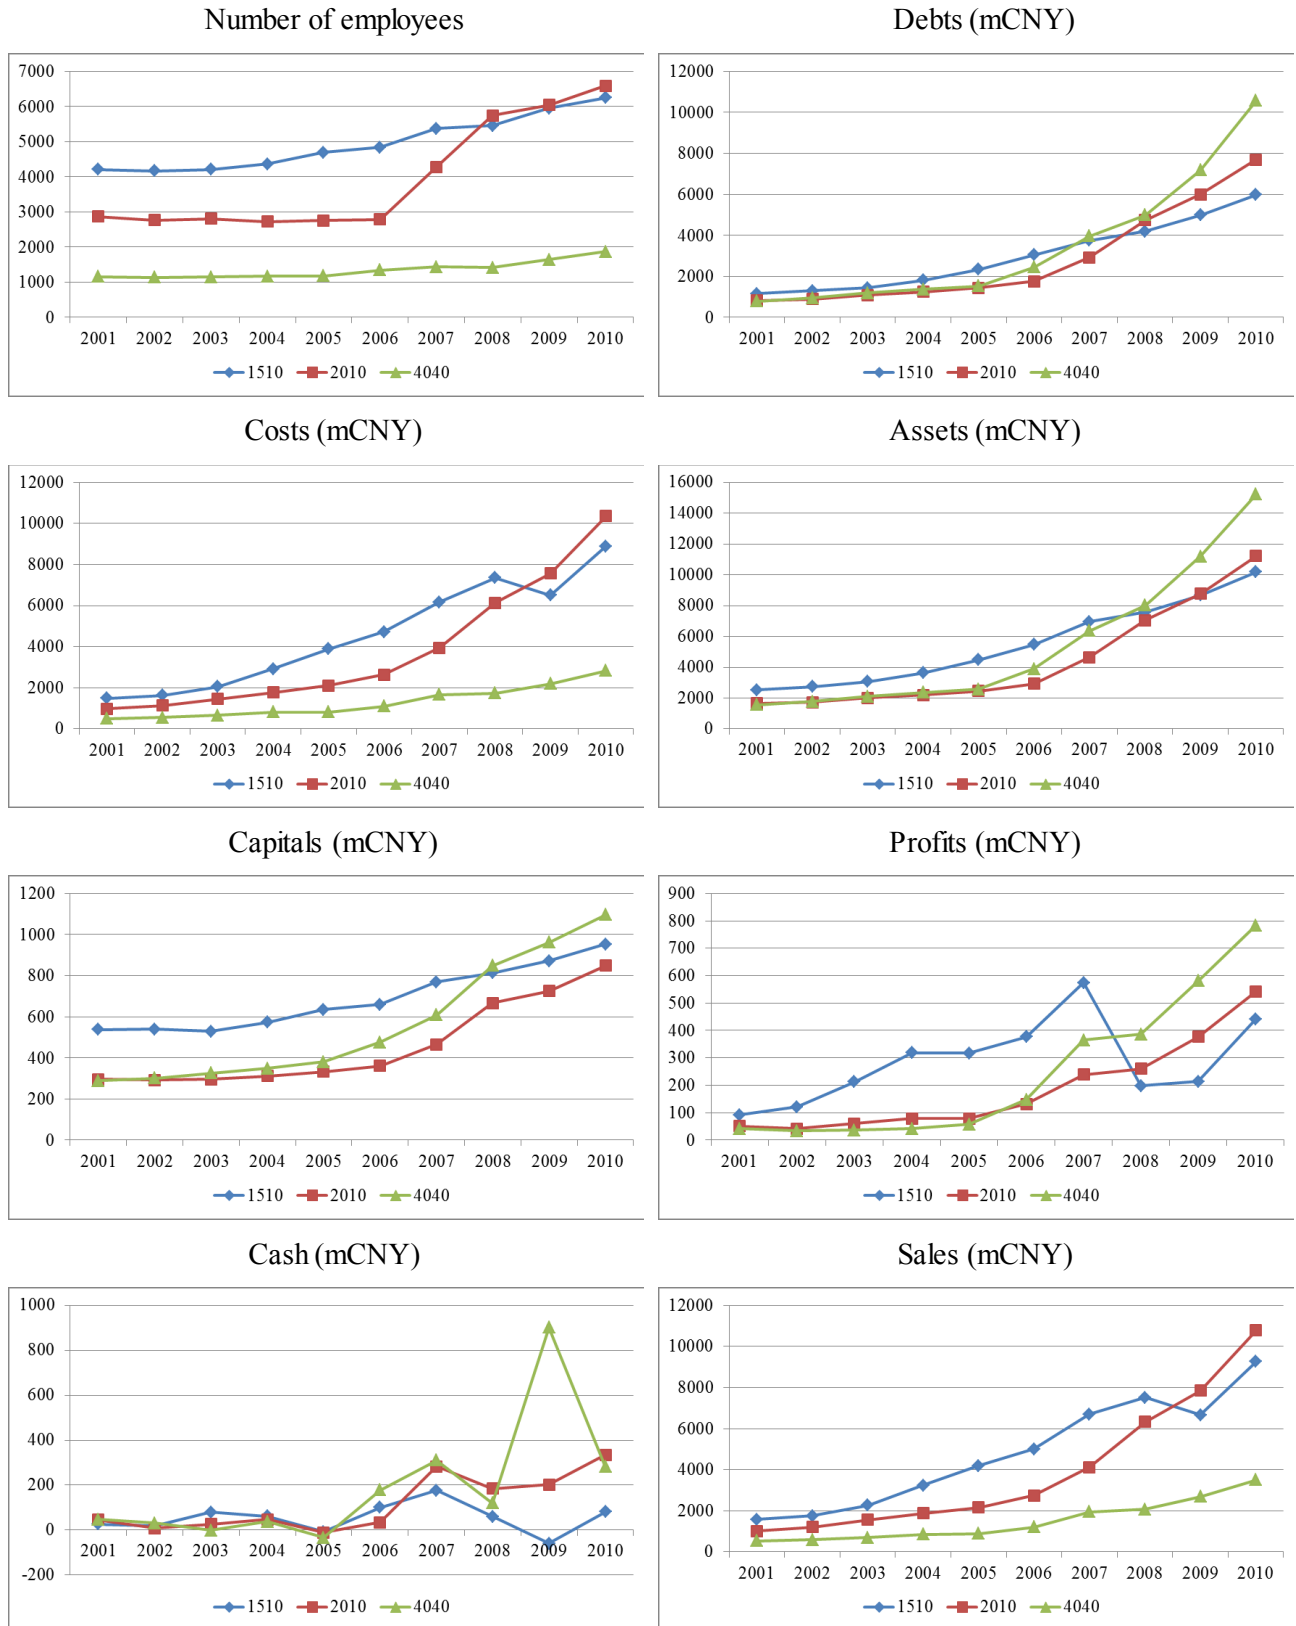 Number of employees
7000
6000
5000
4000
3000
2000
1000
0
2001 2002 2003 2004 2005 2006 2007 2008 2009 2010
1510 2010 4040
Debts (mCNY)
12000
10000
8000
6000
4000
2000
0
2001 2002 2003 2004 2005 2006 2007 2008 2009 2010
1510 2010 4040
Costs (mCNY)
12000
10000
8000
6000
4000
2000
0
2001 2002 2003 2004 2005 2006 2007 2008 2009 2010
1510 2010 4040
Assets (mCNY)
16000
14000
12000
10000
8000
6000
4000
2000
0
2001 2002 2003 2004 2005 2006 2007 2008 2009 2010
1510 2010 4040
Capitals (mCNY)
1200
1000
800
600
400
200
0
2001 2002 2003 2004 2005 2006 2007 2008 2009 2010
1510 2010 4040
Profits (mCNY)
900
800
700
600
500
400
300
200
100
0
2001 2002 2003 2004 2005 2006 2007 2008 2009 2010
1510 2010 4040
Cash (mCNY)
1000
800
600
400
200
0
-200
2001 2002 2003 2004 2005 2006 2007 2008 2009 2010
1510 2010 4040
Sales (mCNY)
12000
10000
8000
6000
4000
2000
0
2001 2002 2003 2004 2005 2006 2007 2008 2009 2010
1510 2010 4040